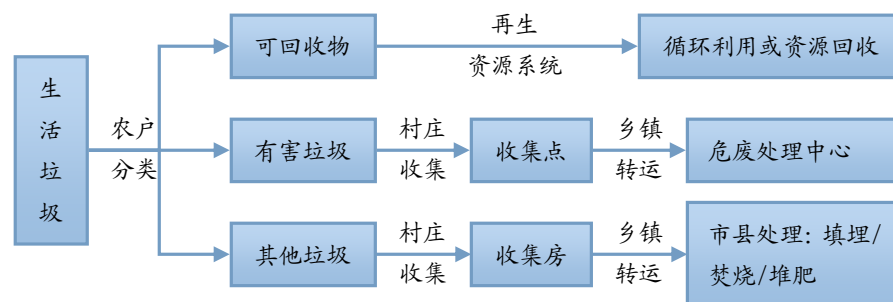 生活垃圾
农户
分类
可回收物
再生
资源系统
循环利用或资源回收
有害垃圾
村庄
收集
收集点
乡镇
转运
危废处理中心
其他垃圾
村庄
收集
收集房
乡镇
转运
市县处理：填埋/
焚烧/堆肥